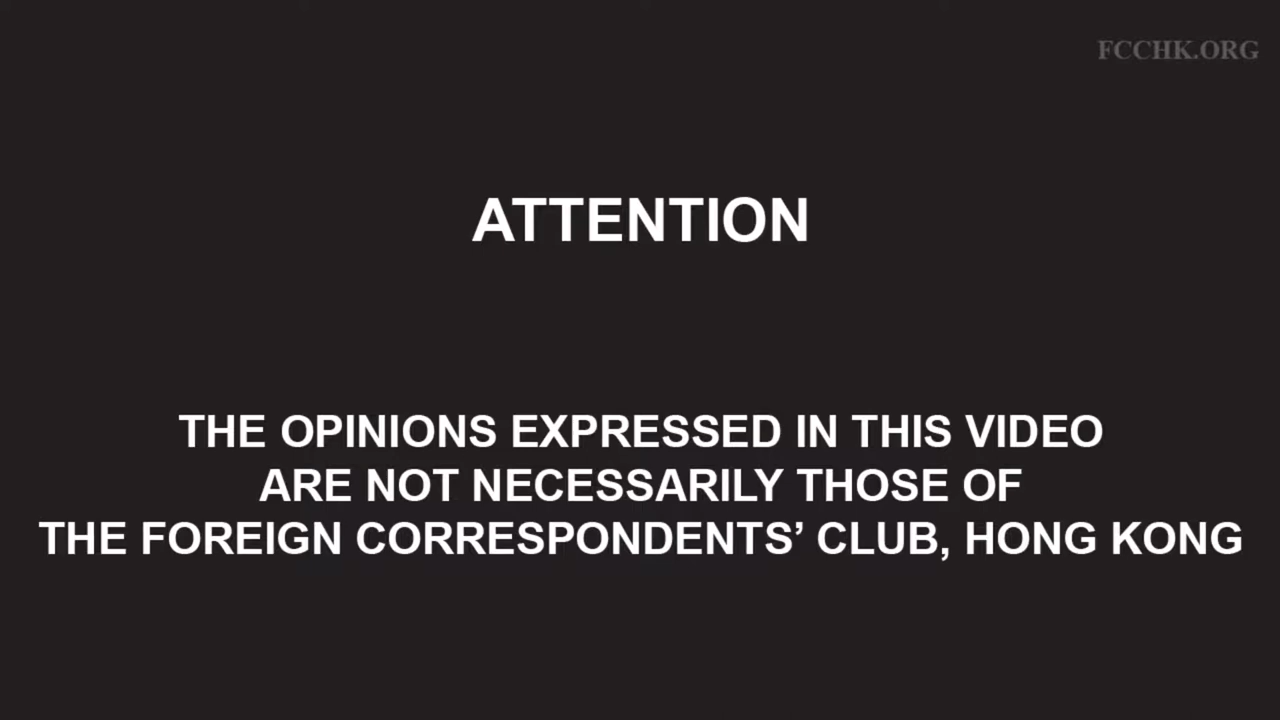 FCCHK.ORG
ATTENTION
THE OPINIONS EXPRESSED IN THIS VIDEO
ARE NOT NECESSARILY THOSE OF
THE FOREIGN CORRESPONDENTS’ CLUB, HONG KONG